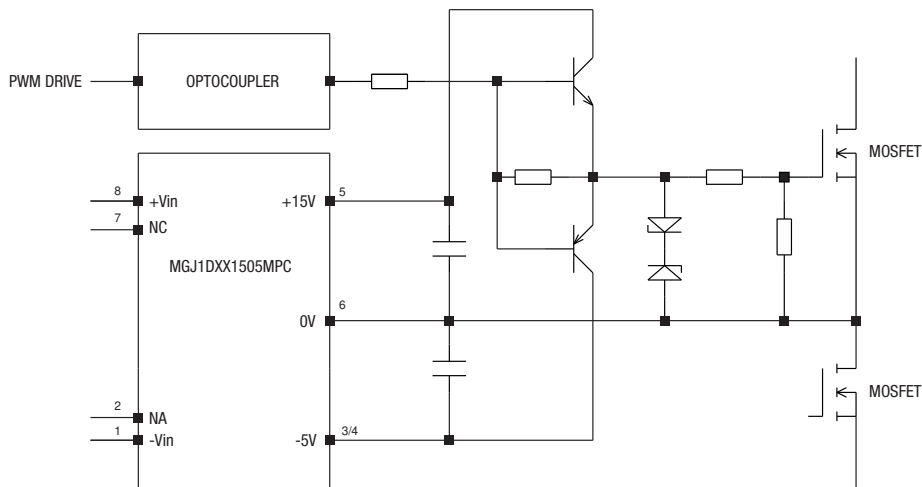 PWM DRIVE
OPTOCOUPLER
MOSFET
8
+Vin
+15V
5
7
NC
MGJ1DXX1505MPC
6
0V
MOSFET
2
NA
1
-Vin
-5V
3/4